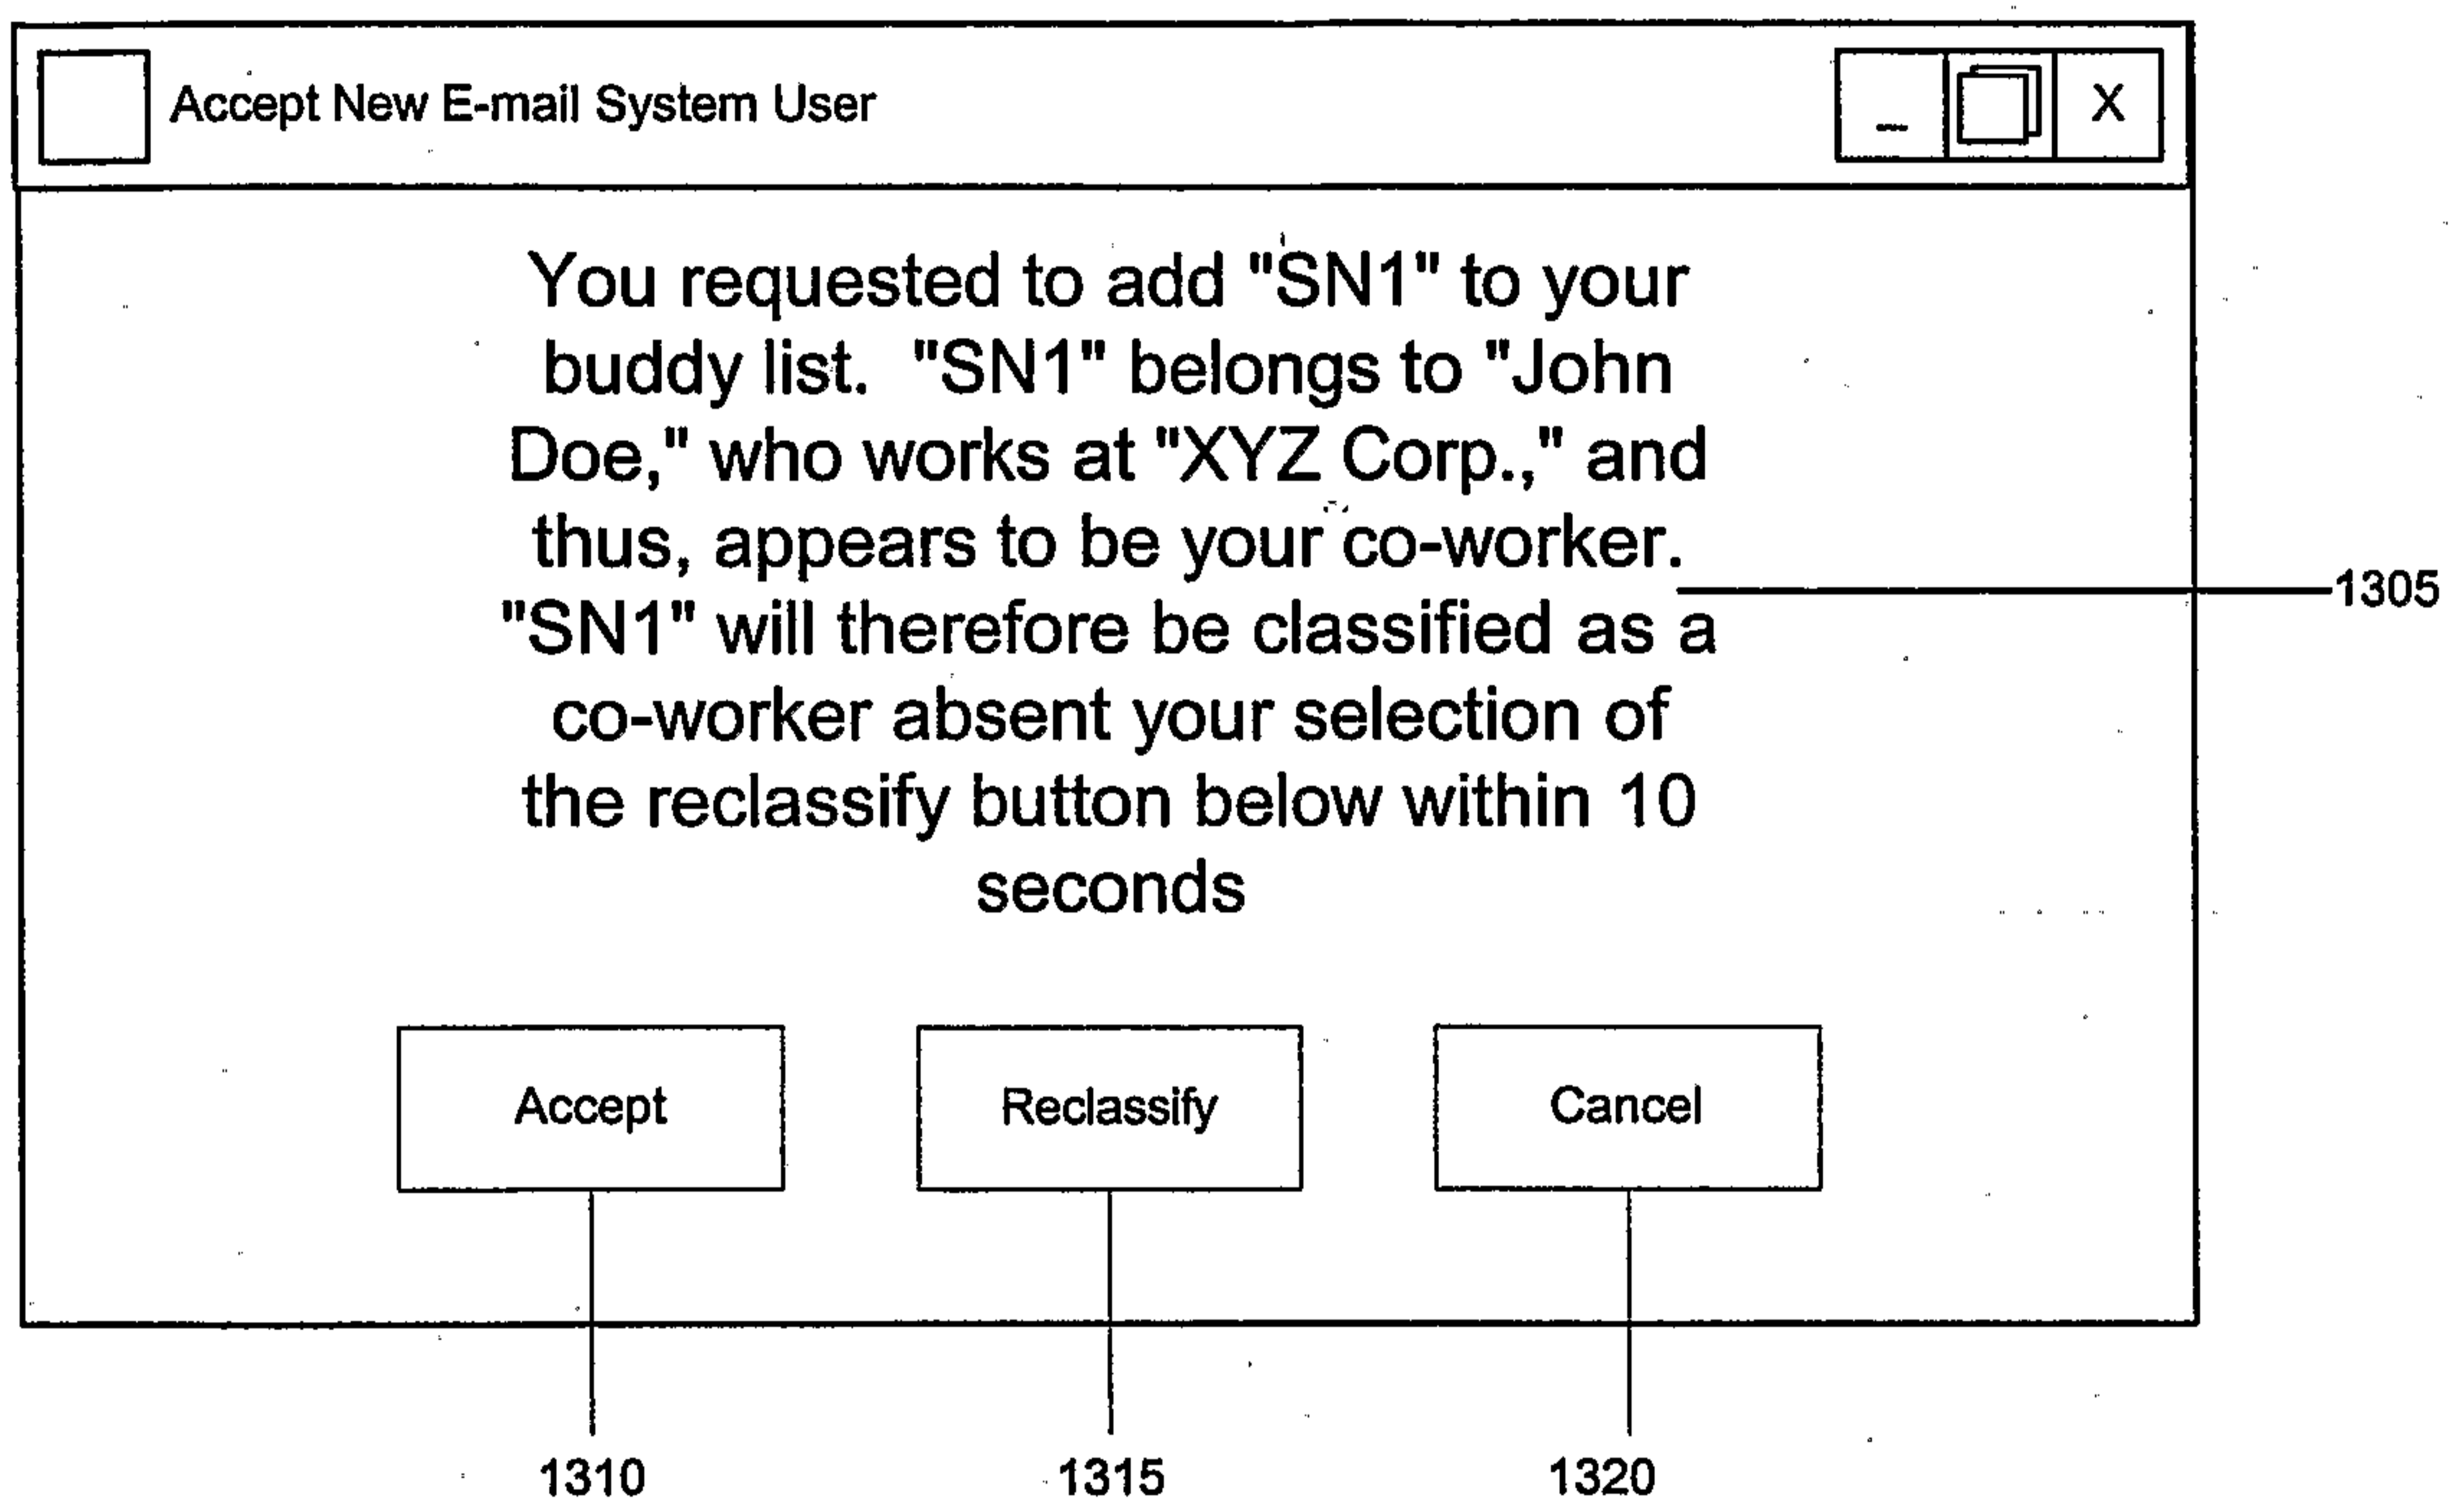 Accept New E-mail System User
_
X
You requested to add "SN1" to your
buddy list.  "SN1" belongs to "John
Doe," who works at "XYZ Corp.," and
thus, appears to be your co-worker.
"SN1" will therefore be classified as a
co-worker absent your selection of
the reclassify button below within 10
seconds
1305
Accept
Reclassify
Cancel
1310
1315
1320